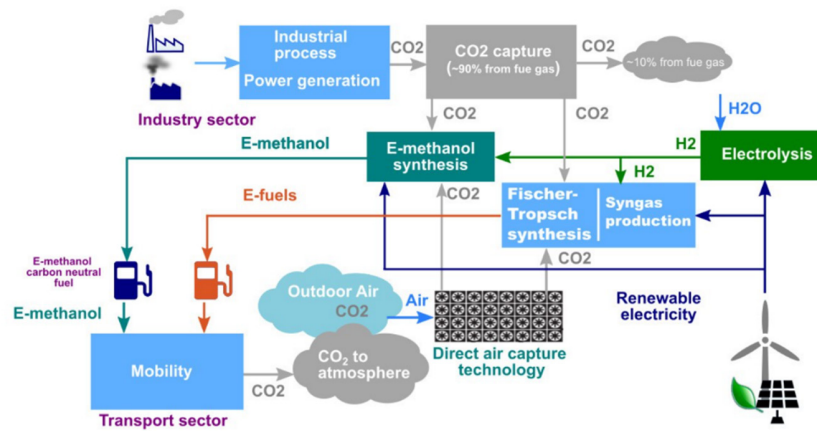 Industrial
process
Power generation
CO2
CO2 capture
(~90% from fue gas)
CO2
~10% from fue gas
Industry sector
CO2
CO2
H2O
E-methanol
E-methanol
synthesis
H2
Electrolysis
H2
CO2
E-fuels
Fischer-
Tropsch
synthesis
Syngas
production
CO2
E-methanol
carbon neutral
fuel
E-methanol
Outdoor Air
CO2
Air
Renewable
electricity
Direct air capture
technology
Mobility
CO2
CO₂ to
atmosphere
Transport sector